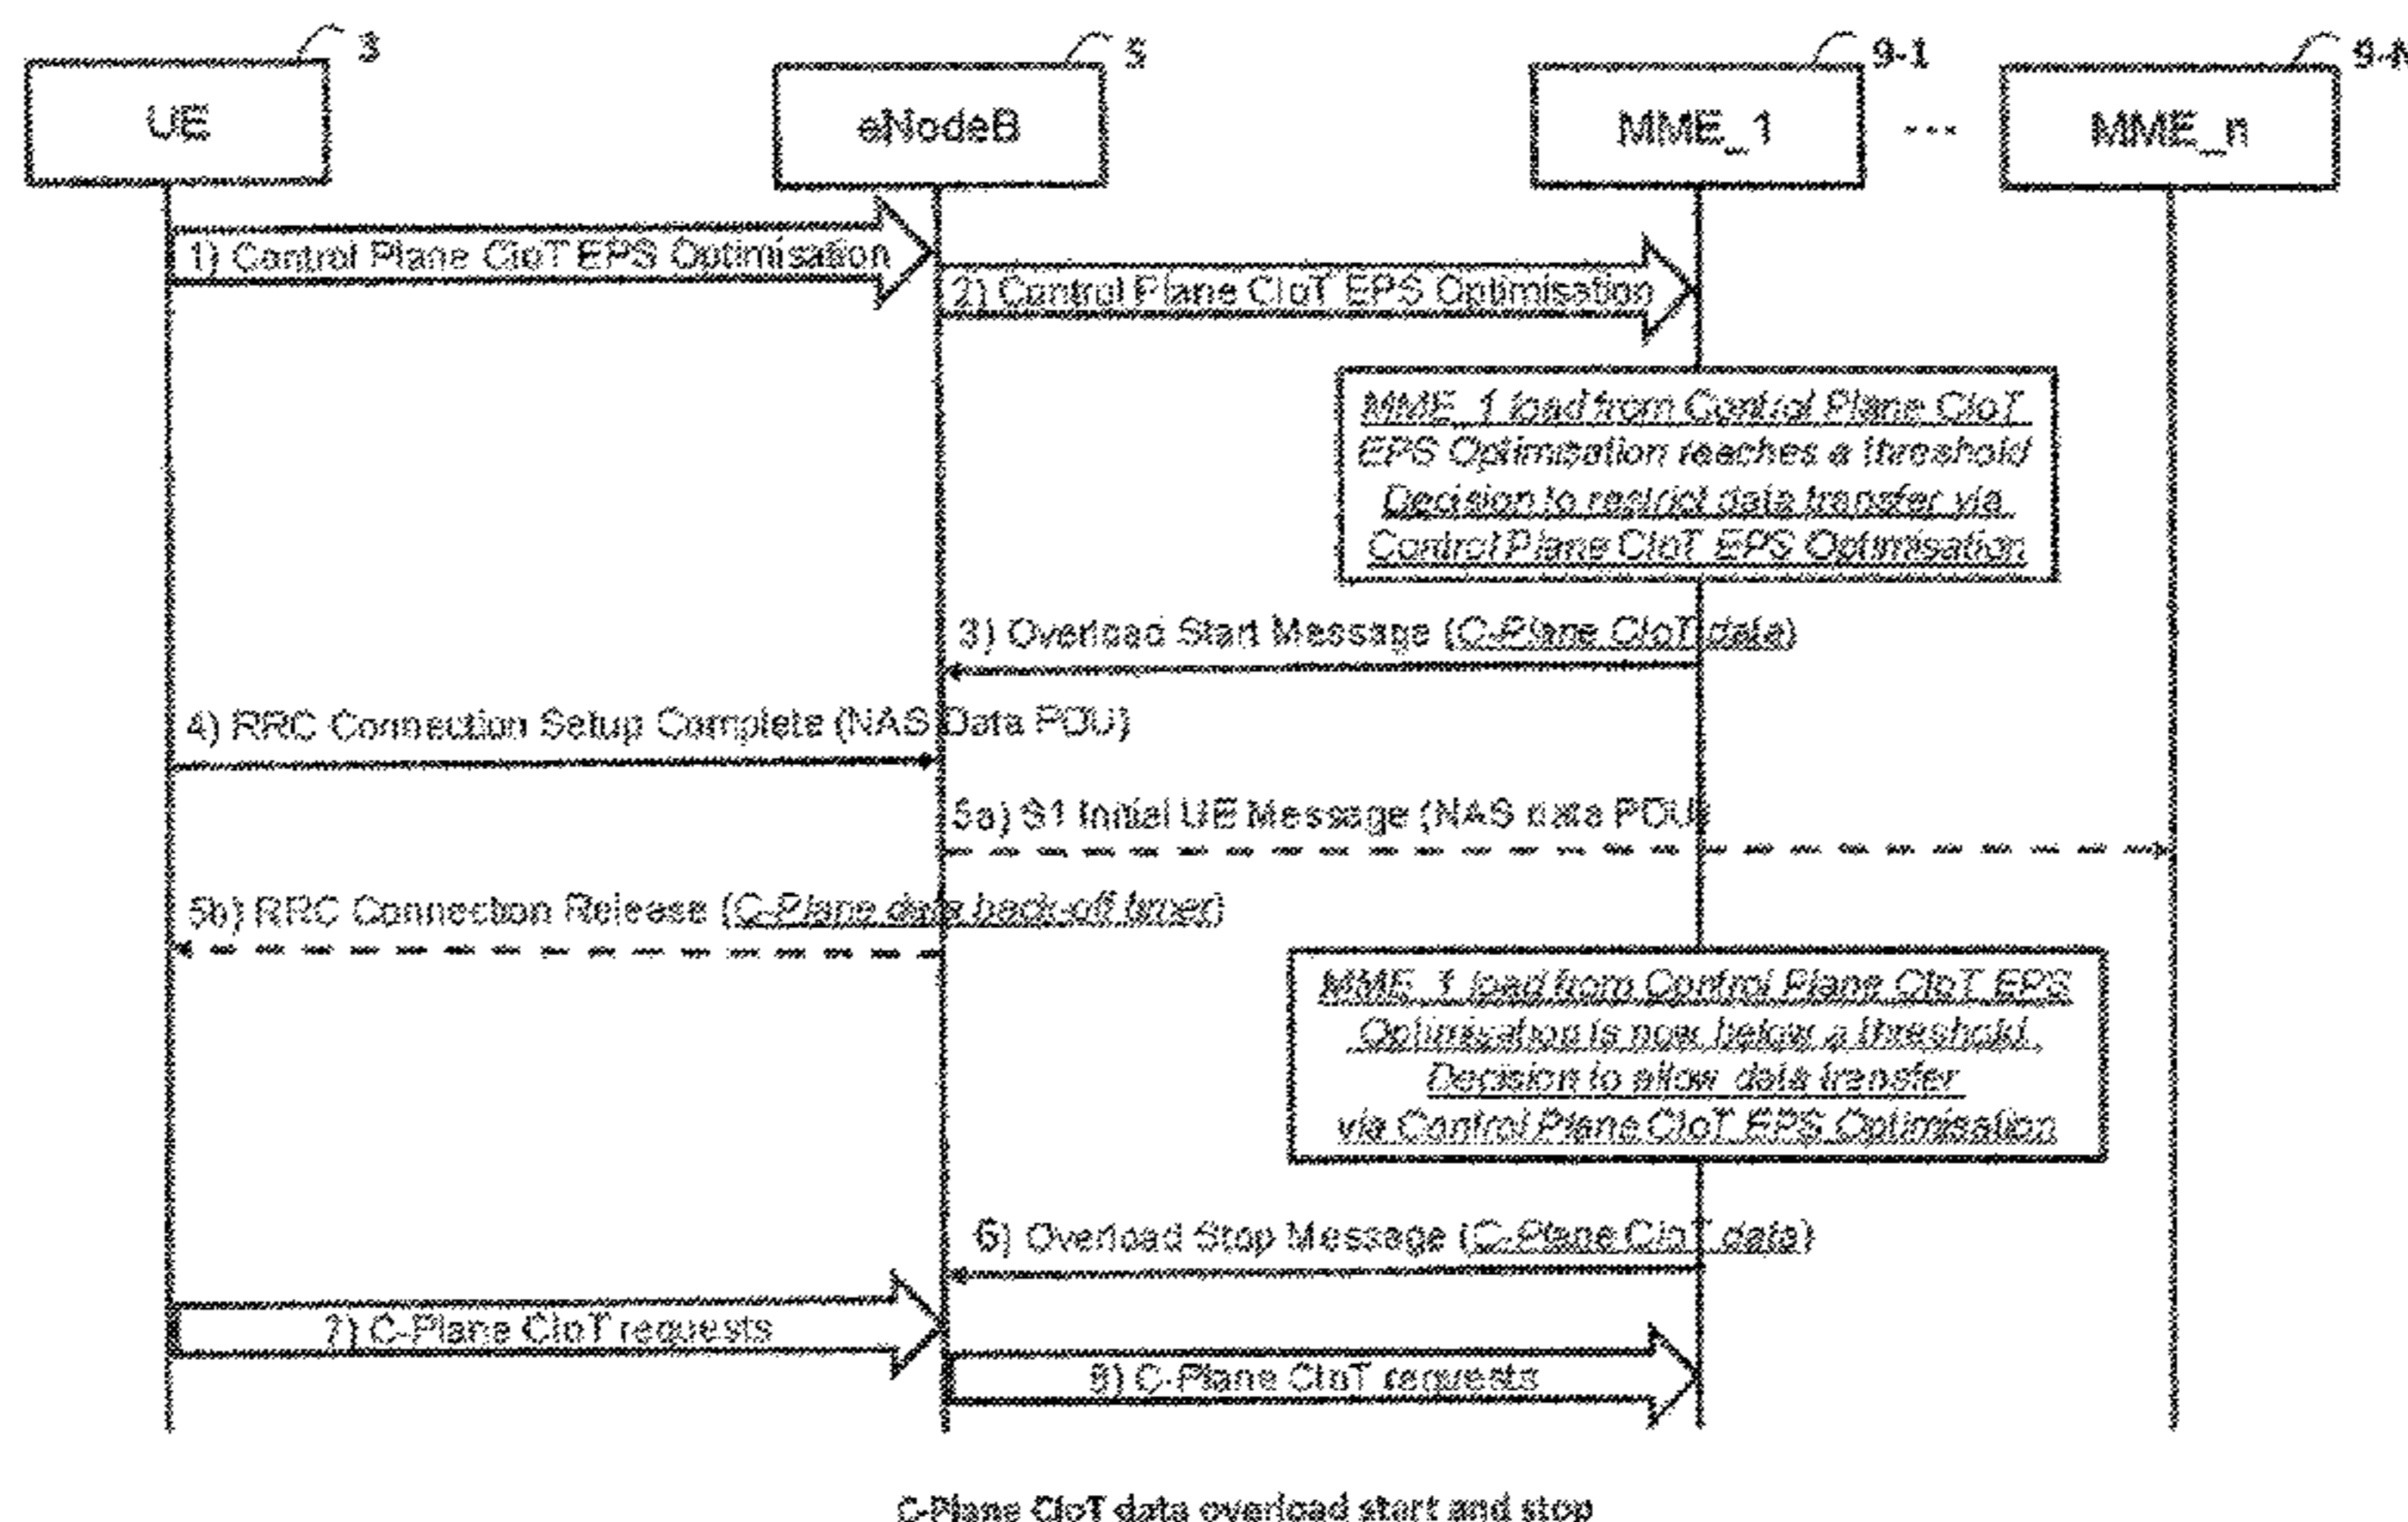 3
5
9-1
9-N
UE
eNodeB
MME_1
...
MME_n
1) Control Plane CIoT EPS Optimisation
2) Control Plane CIoT EPS Optimisation
MME_1 load from Control Plane CIoT
EPS Optimisation reaches a threshold
Decision to restrict data transfer via
Control Plane CIoT EPS Optimisation
3) Overload Start Message (C-Plane CIoT data)
4) RRC Connection Setup Complete (NAS Data PDU)
5a) S1 Initial UE Message (NAS data PDU)
5b) RRC Connection Release (C-Plane data back-off timer)
MME_1 load from Control Plane CIoT EPS
Optimisation is now below a threshold.
Decision to allow data transfer
via Control Plane CIoT EPS Optimisation
6) Overload Stop Message (C-Plane CIoT data)
7) C-Plane CIoT requests
8) C-Plane CIoT requests
C-Plane CIoT data overload start and stop